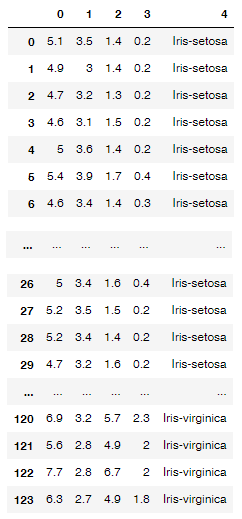 0 1 2 3 4
0 5.1 3.5 1.4 0.2 Iris-setosa
1 4.9 3 1.4 0.2 Iris-setosa
2 4.7 3.2 1.3 0.2 Iris-setosa
3 4.6 3.1 1.5 0.2 Iris-setosa
4 5 3.6 1.4 0.2 Iris-setosa
5 5.4 3.9 1.7 0.4 Iris-setosa
6 4.6 3.4 1.4 0.3 Iris-setosa
... ... ... ... ... ...
26 5 3.4 1.6 0.4 Iris-setosa
27 5.2 3.5 1.5 0.2 Iris-setosa
28 5.2 3.4 1.4 0.2 Iris-setosa
29 4.7 3.2 1.6 0.2 Iris-setosa
... ... ... ... ... ...
120 6.9 3.2 5.7 2.3 Iris-virginica
121 5.6 2.8 4.9 2 Iris-virginica
122 7.7 2.8 6.7 2 Iris-virginica
123 6.3 2.7 4.9 1.8 Iris-virginica